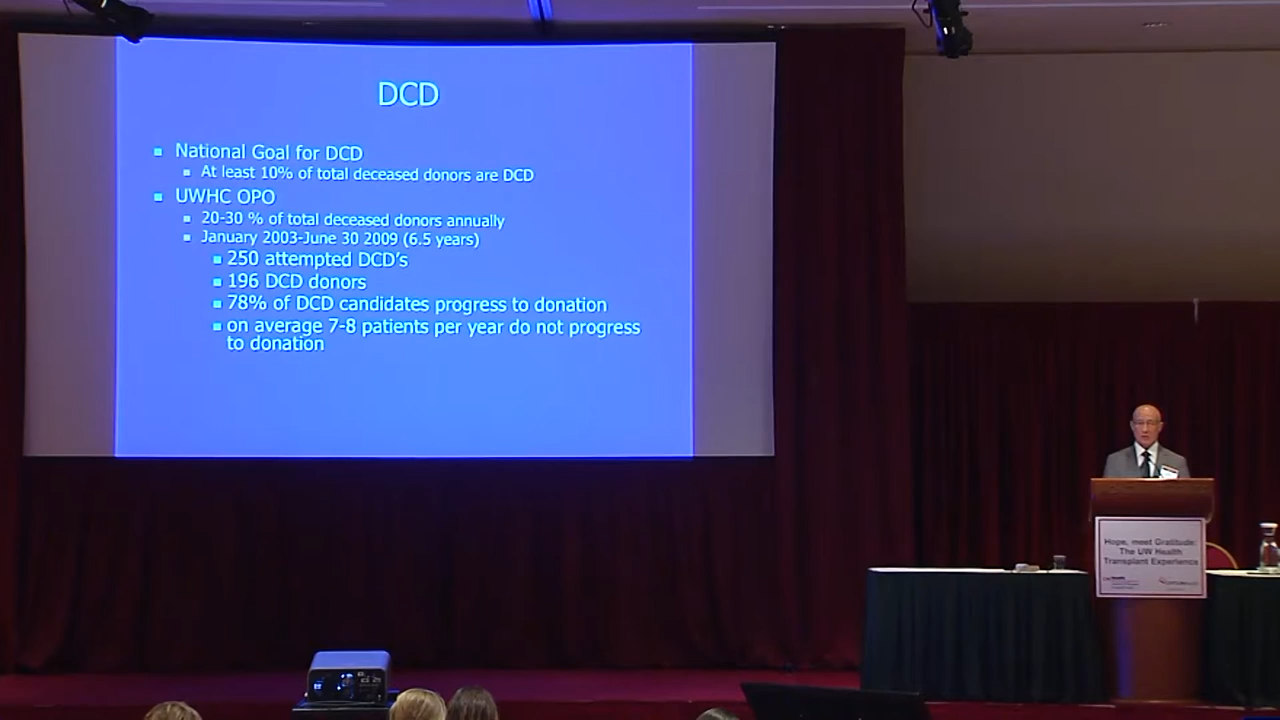 DCD
National Goal for DCD
At least 10% of total deceased donors are DCD
UWHC OPO
20-30 % of total deceased donors annually
January 2003-June 30 2009 (6.5 years)
250 attempted DCD's
196 DCD donors
78% of DCD candidates progress to donation
on average 7-8 patients per year do not progress
to donation
Hope, meet Gratitude:
The UW Health
Transplant Experience